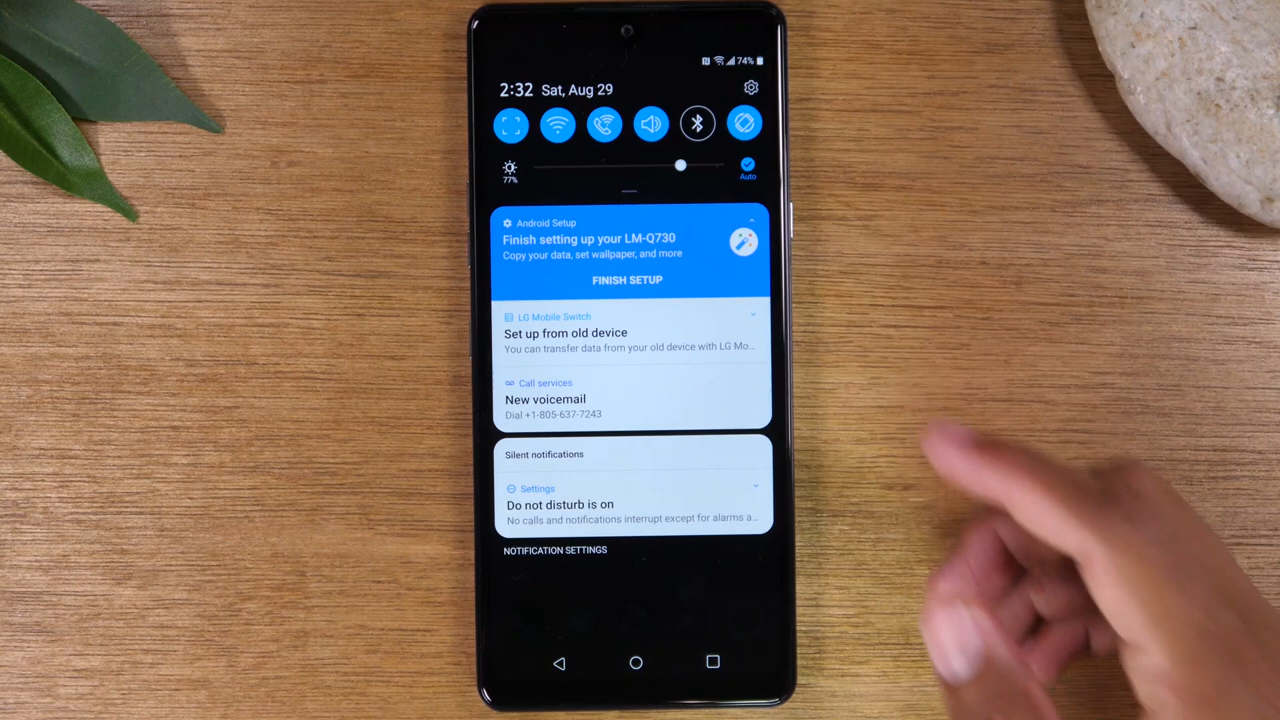 74%
2:32 Sat, Aug 29
77%
Auto
Android Setup
Finish setting up your LM-Q730
Copy your data, set wallpaper, and more
FINISH SETUP
LG Mobile Switch
Set up from old device
You can transfer data from your old device with LG Mo...
Call services
New voicemail
Dial +1-805-637-7243
Silent notifications
Settings
Do not disturb is on
No calls and notifications interrupt except for alarms a...
NOTIFICATION SETTINGS